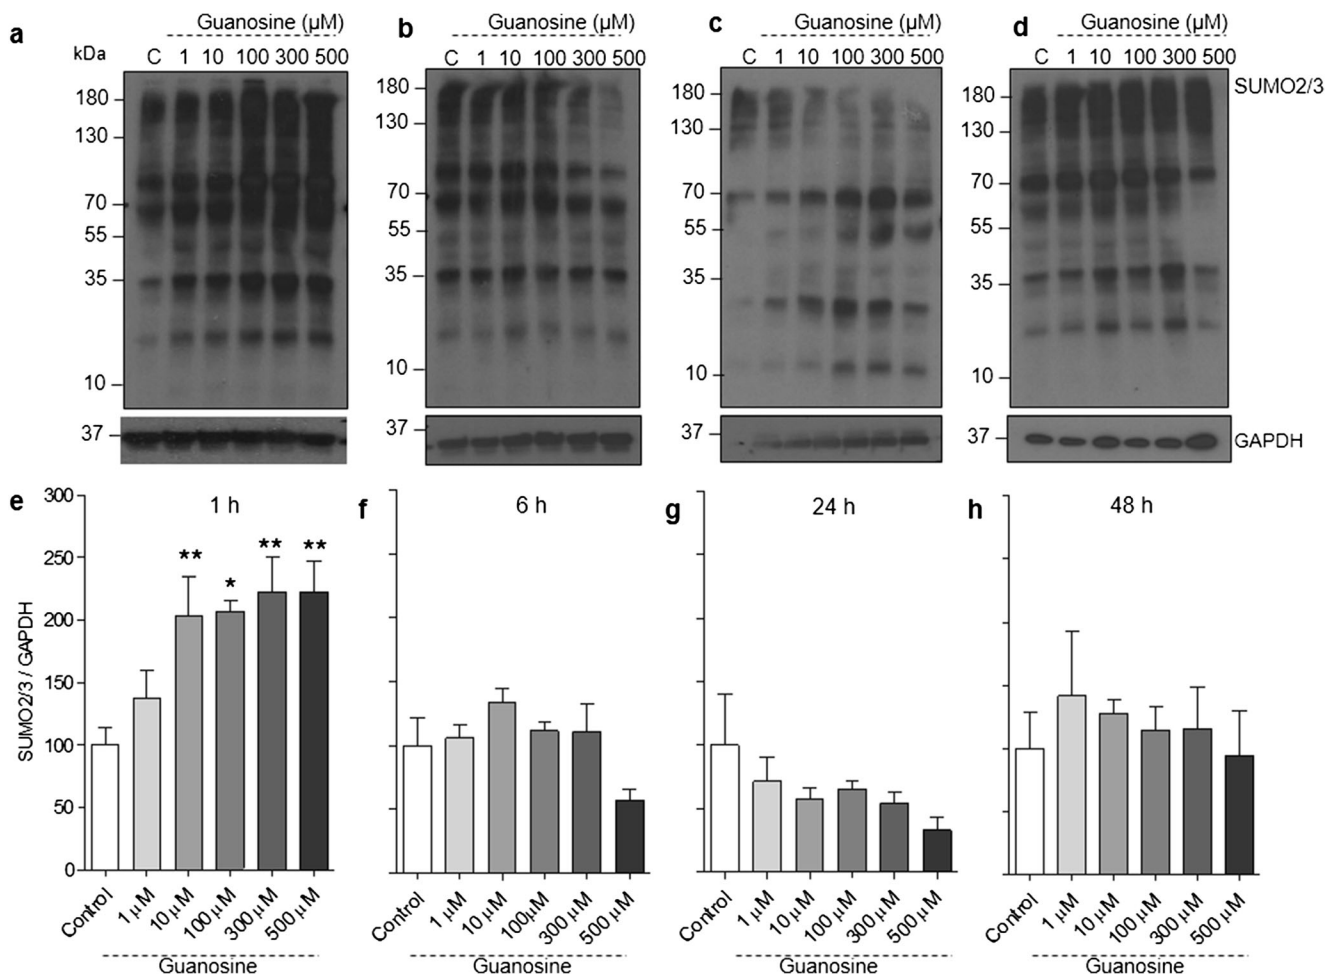 a
Guanosine (µM)
kDa C 1 10 100 300 500
180
130
70
55
35
10
37
b
Guanosine (µM)
C 1 10 100 300 500
180
130
70
55
35
10
37
c
Guanosine (µM)
C 1 10 100 300 500
180
130
70
55
35
10
37
d
Guanosine (µM)
C 1 10 100 300 500
180
130
70
55
35
10
37
SUMO2/3
GAPDH
e
1 h
SUMO2/3 / GAPDH
300
250
200
150
100
50
0
** * ** **
Control 1 µM 10 µM 100 µM 300 µM 500 µM
Guanosine
f
6 h
Control 1 µM 10 µM 100µM 300 µM 500 µM
Guanosine
g
24 h
Control 1 µM 10 µM 100 µM 300 µM 500 µM
Guanosine
h
48 h
Control 1 µM 10 µM 100 µM 300 µM 500 µM
Guanosine